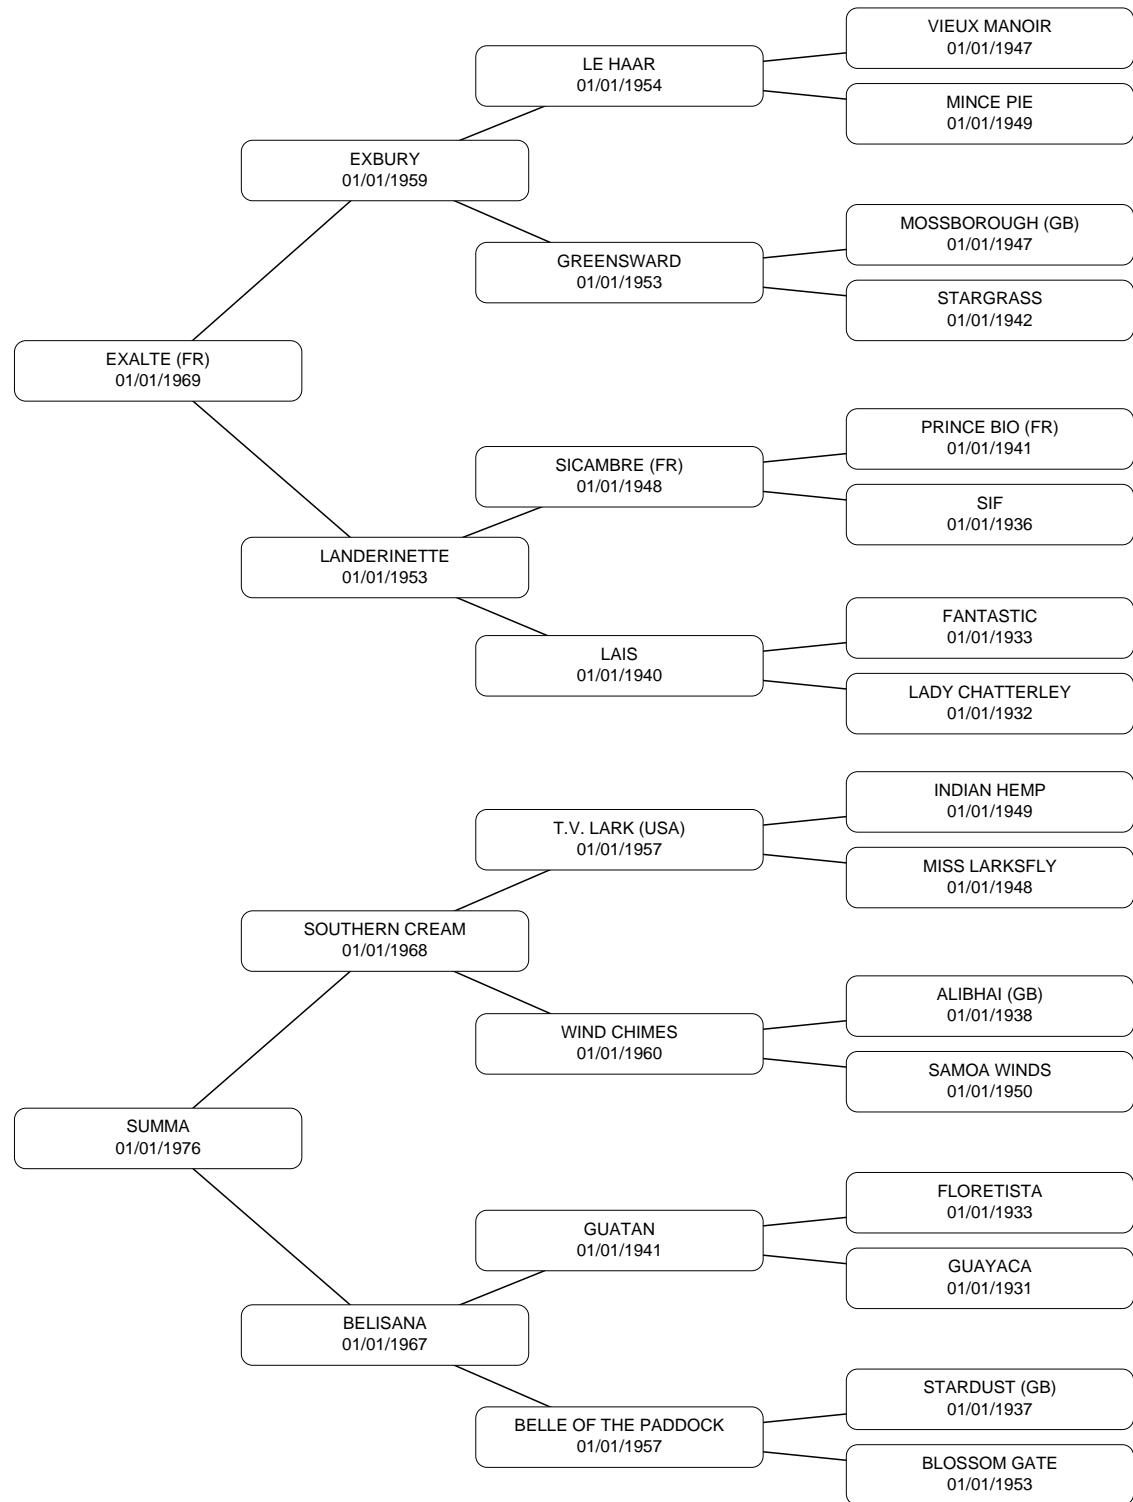 VIEUX MANOIR
01/01/1947
LE HAAR
01/01/1954
MINCE PIE
01/01/1949
EXBURY
01/01/1959
MOSSBOROUGH (GB)
01/01/1947
GREENSWARD
01/01/1953
STARGRASS
01/01/1942
EXALTE (FR)
01/01/1969
PRINCE BIO (FR)
01/01/1941
SICAMBRE (FR)
01/01/1948
SIF
01/01/1936
LANDERINETTE
01/01/1953
FANTASTIC
01/01/1933
LAIS
01/01/1940
LADY CHATTERLEY
01/01/1932
INDIAN HEMP
01/01/1949
T.V. LARK (USA)
01/01/1957
MISS LARKSFLY
01/01/1948
SOUTHERN CREAM
01/01/1968
ALIBHAI (GB)
01/01/1938
WIND CHIMES
01/01/1960
SAMOA WINDS
01/01/1950
SUMMA
01/01/1976
FLORETISTA
01/01/1933
GUATAN
01/01/1941
GUAYACA
01/01/1931
BELISANA
01/01/1967
STARDUST (GB)
01/01/1937
BELLE OF THE PADDOCK
01/01/1957
BLOSSOM GATE
01/01/1953